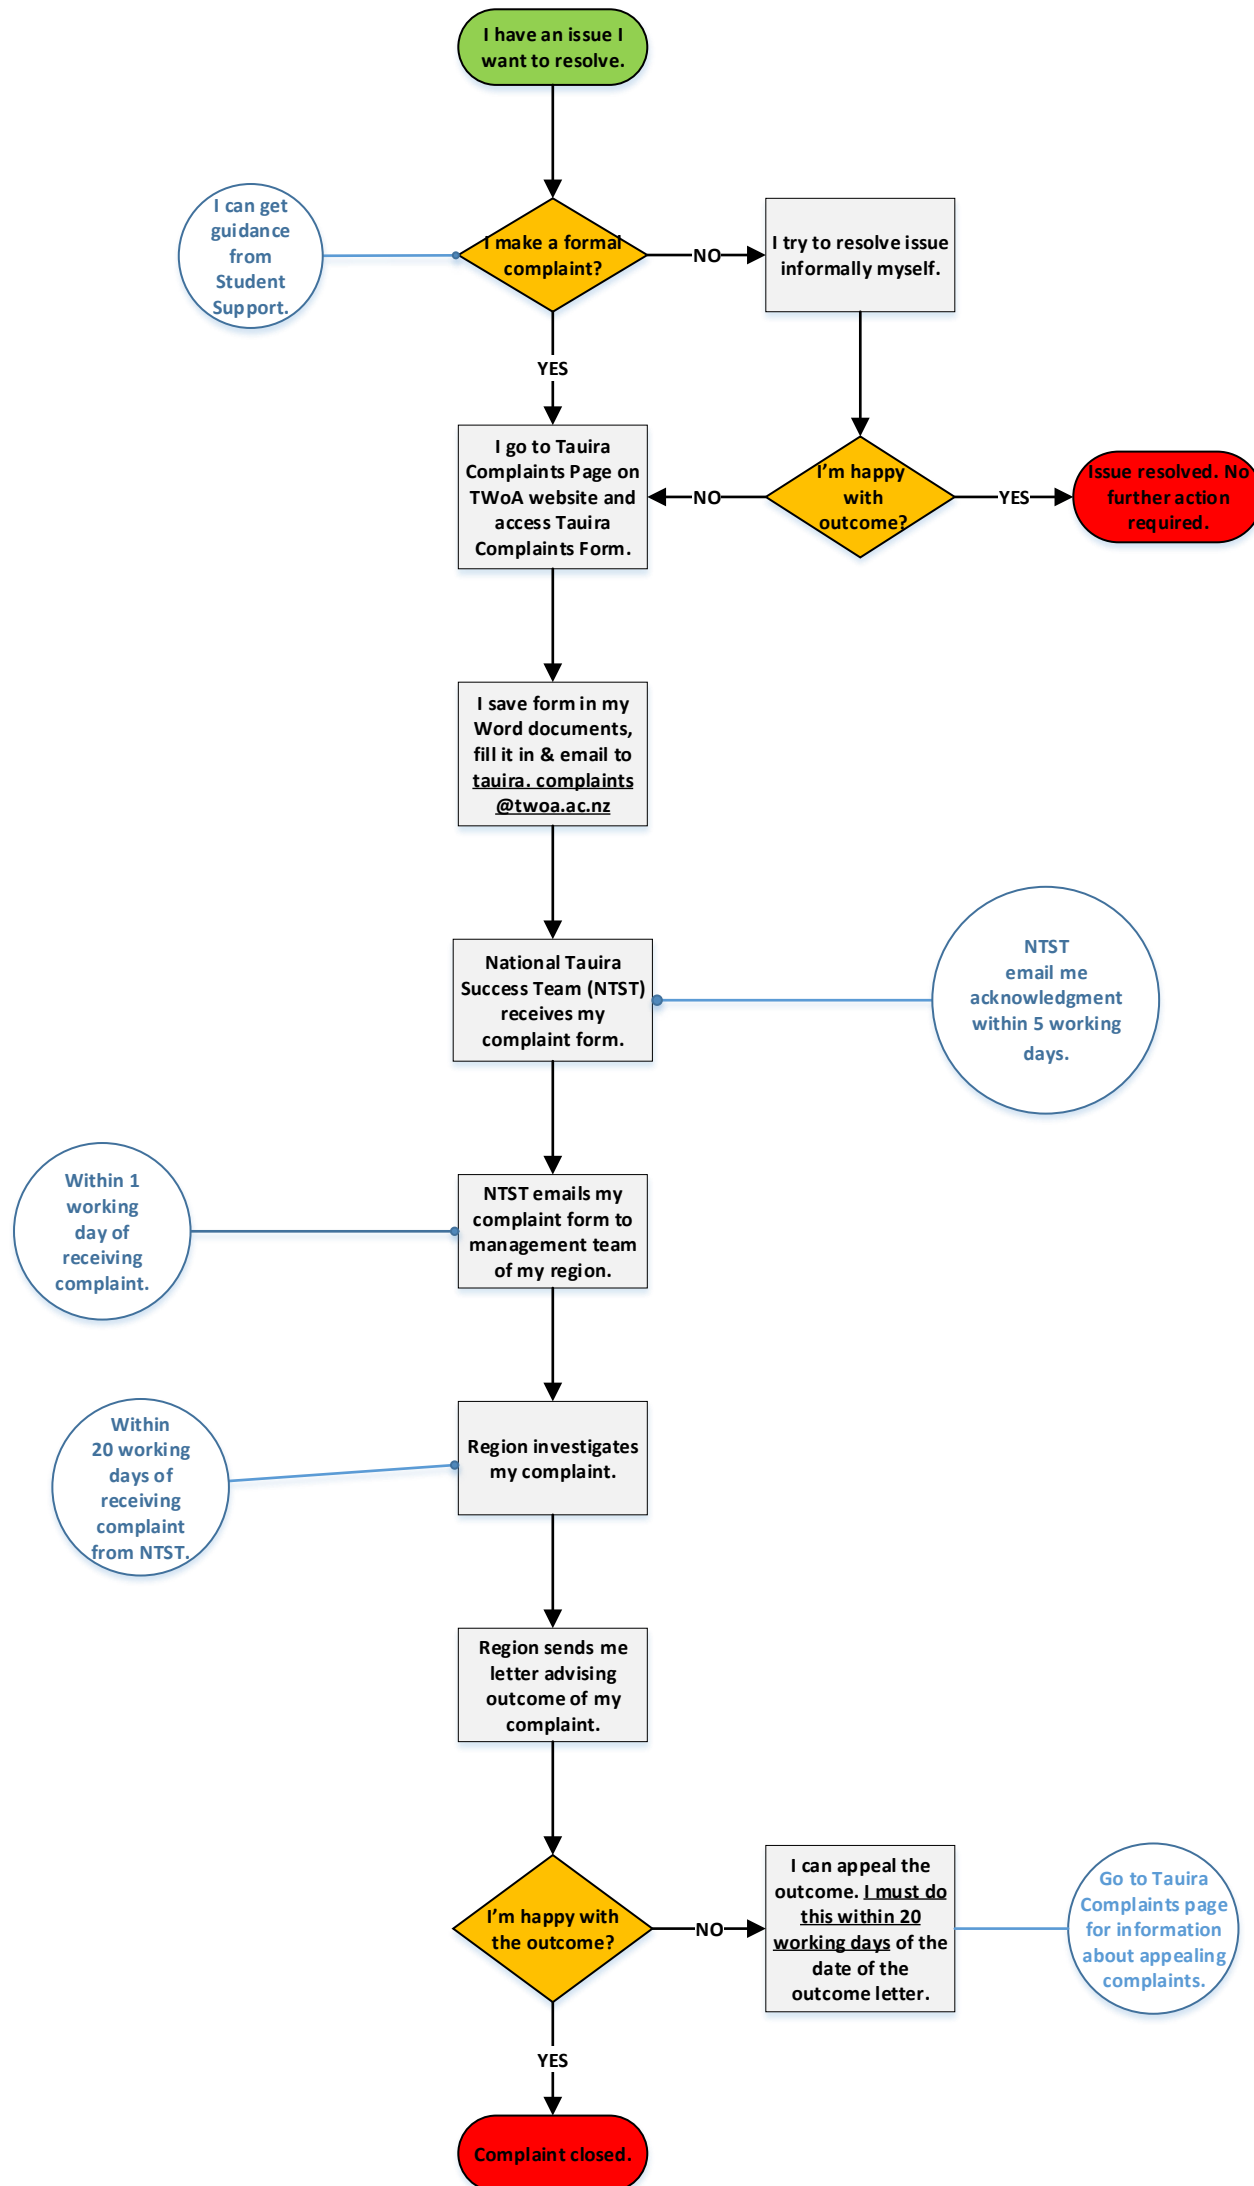 I have an issue I
want to resolve.
I can get
guidance
from
Student
Support.
I make a formal
complaint?
NO
I try to resolve issue
informally myself.
YES
I go to Tauira
Complaints Page on
TWoA website and
access Tauira
Complaints Form.
NO
I'm happy
with
outcome?
YES
Issue resolved. No
further action
required.
I save form in my
Word documents,
fill it in & email to
tauira. complaints
@twoa.ac.nz
National Tauira
Success Team (NTST)
receives my
complaint form.
NTST
email me
acknowledgment
within 5 working
days.
Within 1
working
day of
receiving
complaint.
NTST emails my
complaint form to
management team
of my region.
Within
20 working
days of
receiving
complaint
from NTST.
Region investigates
my complaint.
Region sends me
letter advising
outcome of my
complaint.
I'm happy with
the outcome?
NO
I can appeal the
outcome. I must do
this within 20
working days of the
date of the
outcome letter.
Go to Tauira
Complaints page
for information
about appealing
complaints.
YES
Complaint closed.